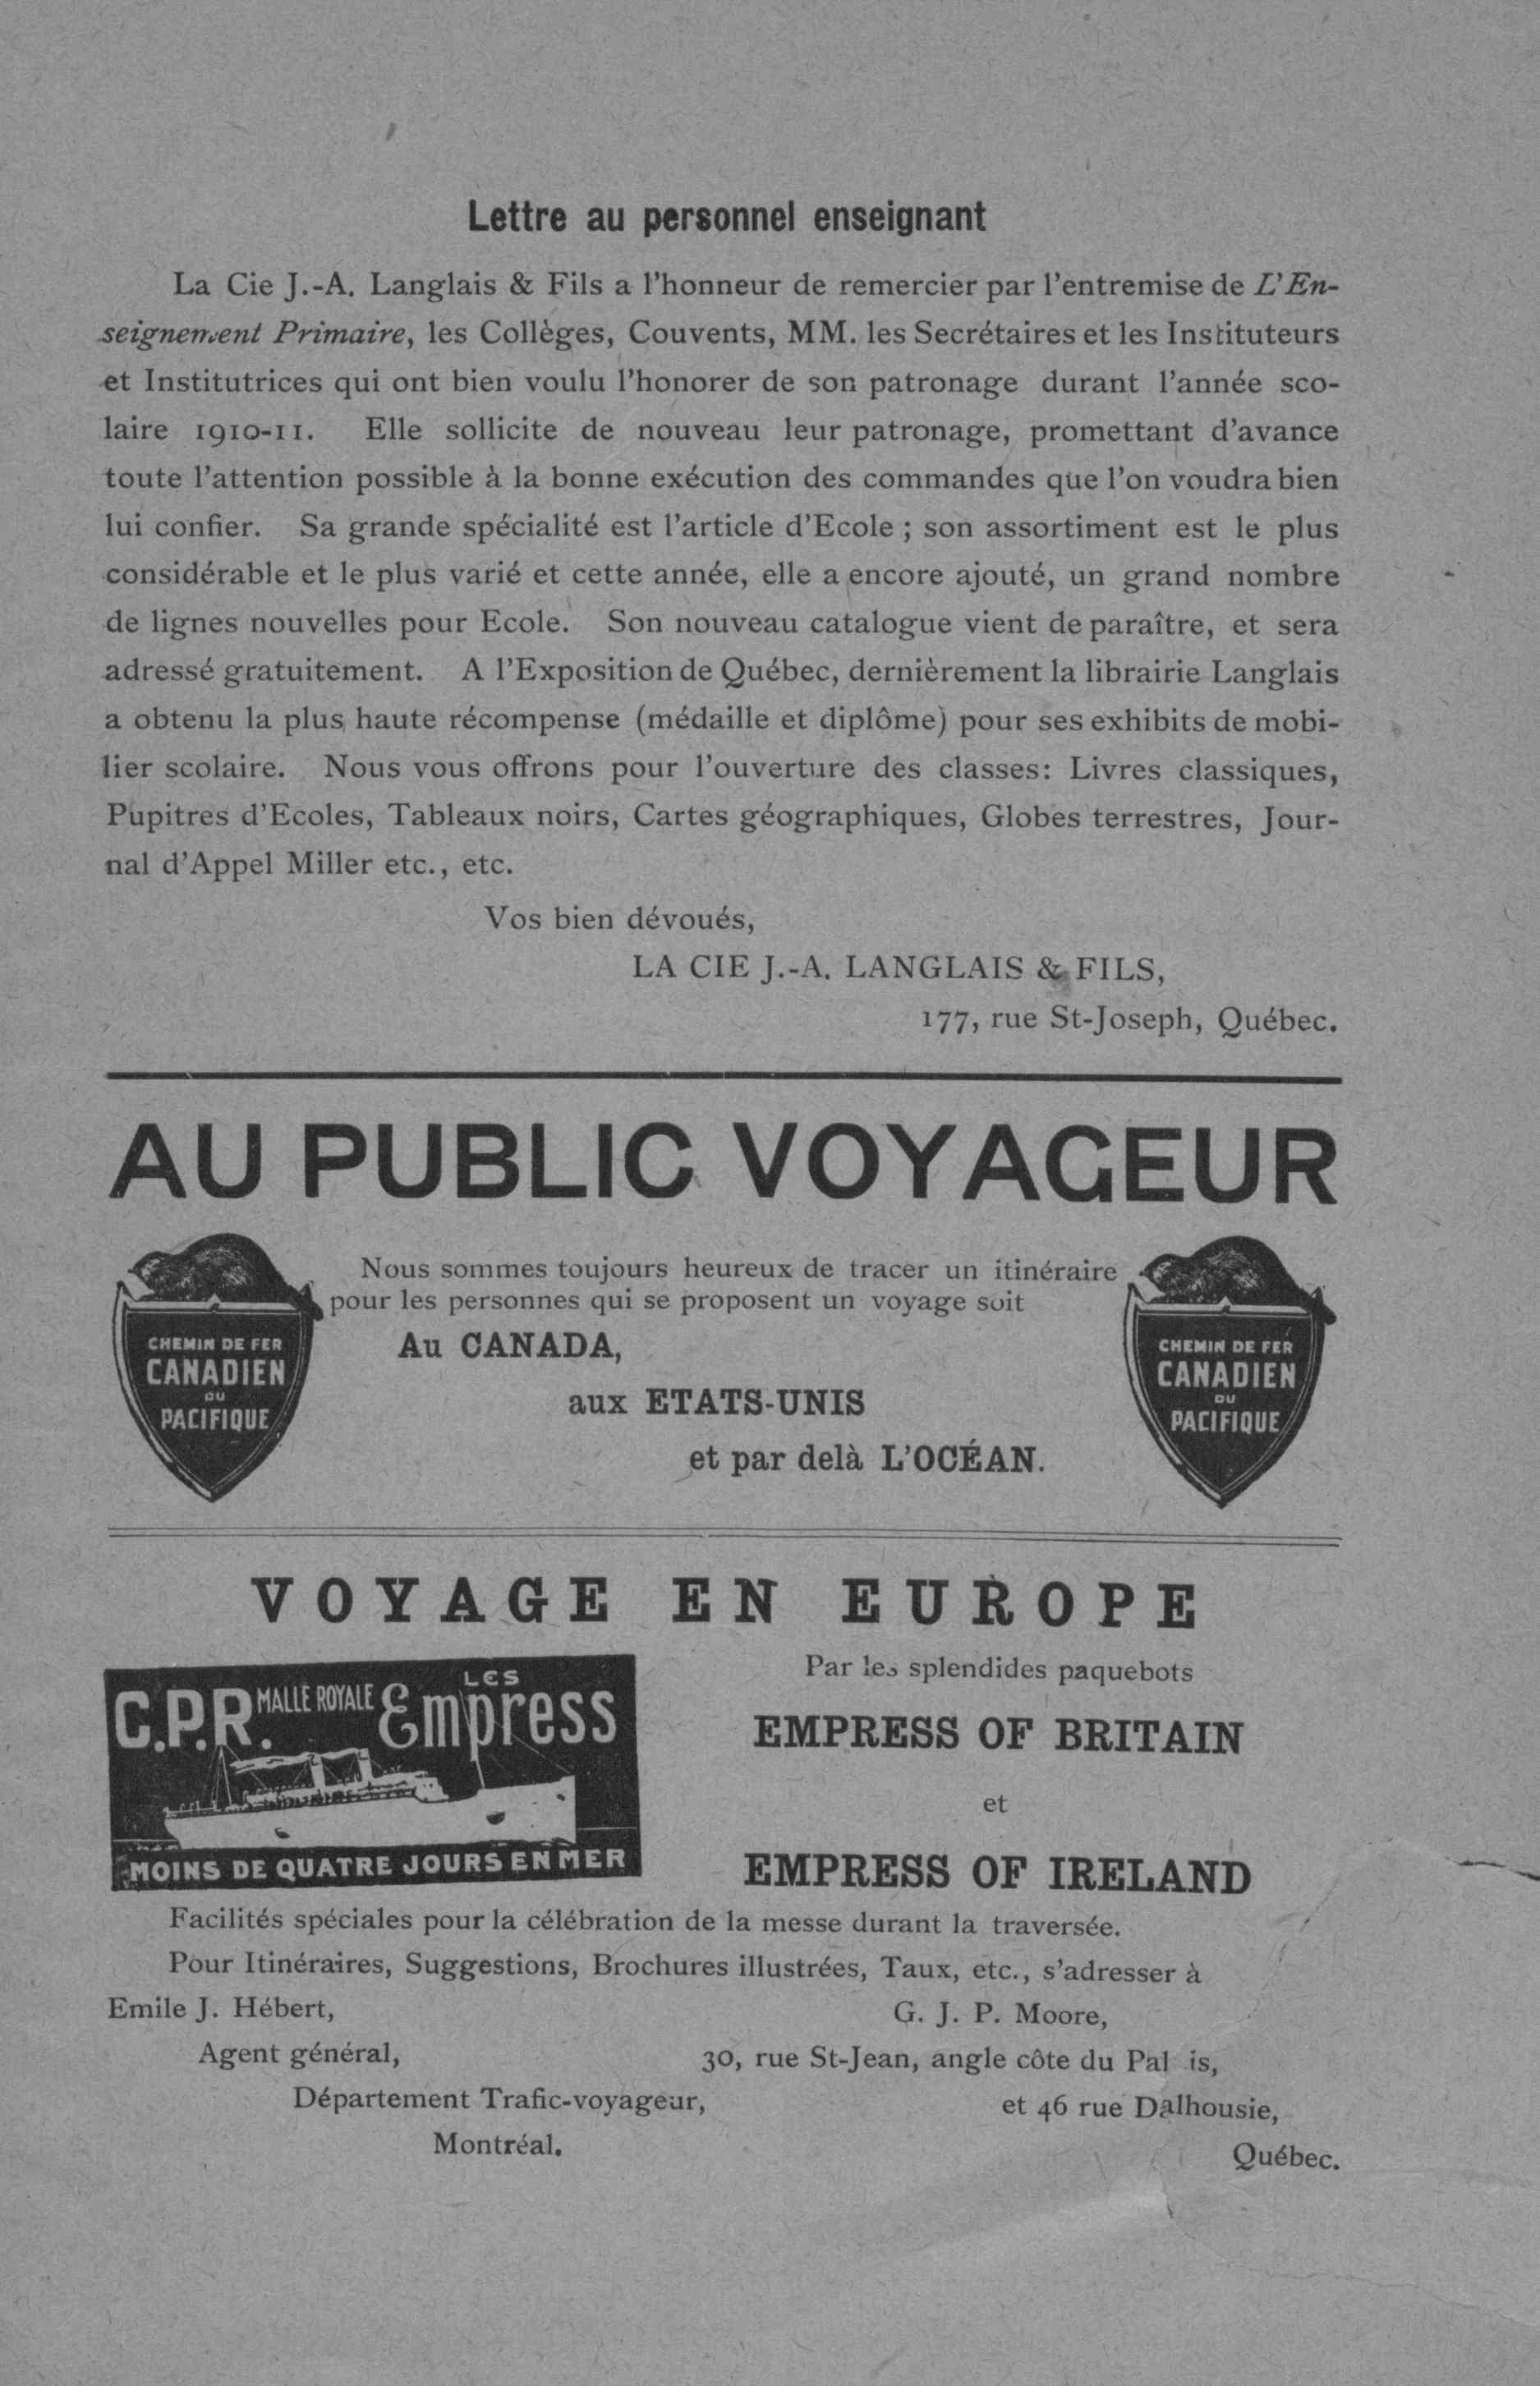 Lettre au personnel enseignant
La Cie J.-A. Langlais & Fils a l'honneur de remercier par l'entremise de L'En-
seignement Primaire, les Collèges, Couvents, MM. les Secrétaires et les Instituteurs
et Institutrices qui ont bien voulu l'honorer de son patronage durant l'année sco-
laire 1910-11. Elle sollicite de nouveau leur patronage, promettant d'avance
toute l'attention possible à la bonne exécution des commandes que l'on voudra bien
lui confier. Sa grande spécialité est l'article d'Ecole ; son assortiment est le plus
considérable et le plus varié et cette année, elle a encore ajouté, un grand nombre
de lignes nouvelles pour Ecole. Son nouveau catalogue vient de paraître, et sera
adressé gratuitement. A l'Exposition de Québec, dernièrement la librairie Langlais
a obtenu la plus haute récompense (médaille et diplôme) pour ses exhibits de mobi-
lier scolaire. Nous vous offrons pour l'ouverture des classes: Livres classiques,
Pupitres d'Ecoles, Tableaux noirs, Cartes géographiques, Globes terrestres, Jour-
nal d'Appel Miller etc., etc.
Vos bien dévoués,
LA CIE J.-A. LANGLAIS & FILS,
177, rue St-Joseph, Québec.
AU PUBLIC VOYAGEUR
Nous sommes toujours heureux de tracer un itinéraire
pour les personnes qui se proposent un voyage soit
Au CANADA,
aux ETATS-UNIS
et par delà L'OCÉAN.
CHEMIN DE FER
CANADIEN
DU
PACIFIQUE
CHEMIN DE FER
CANADIEN
DU
PACIFIQUE
VOYAGE EN EUROPE
C.P.R. MALLE ROYALE LES Empress
MOINS DE QUATRE JOURS EN MER
Par les splendides paquebots
EMPRESS OF BRITAIN
et
EMPRESS OF IRELAND
Facilités spéciales pour la célébration de la messe durant la traversée.
Pour Itinéraires, Suggestions, Brochures illustrées, Taux, etc., s'adresser à
Emile J. Hébert,
Agent général,
Département Trafic-voyageur,
Montréal.
G. J. P. Moore,
30, rue St-Jean, angle côte du Pal is,
et 46 rue Dalhousie,
Québec.